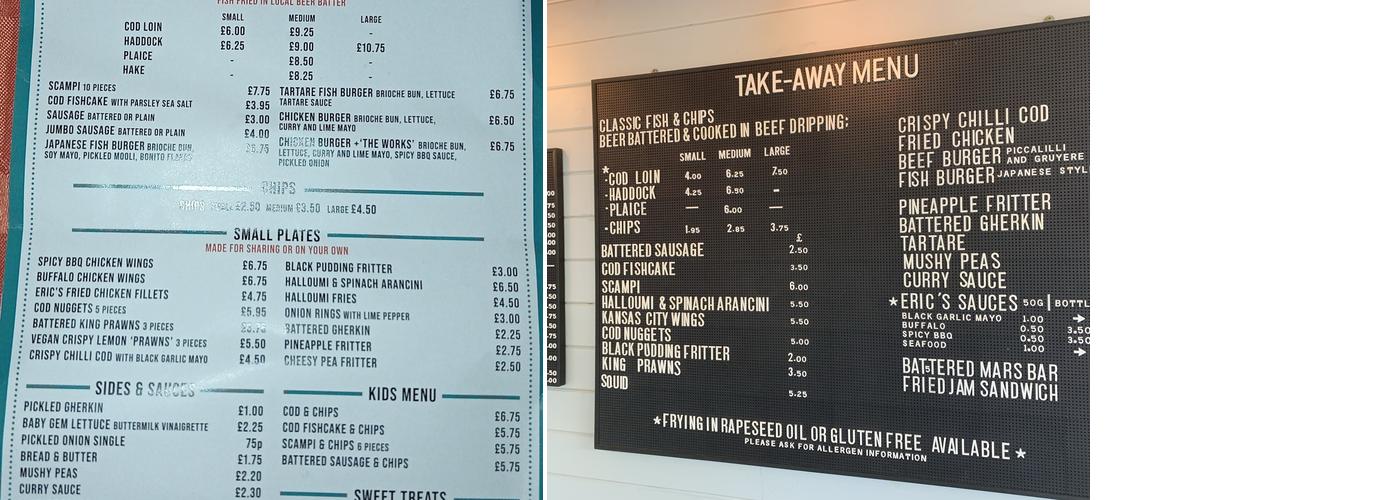 FISH FRIED IN LOCAL BEER BATTER
SMALL MEDIUM LARGE
COD LOIN £6.00 £9.25 -
HADDOCK £6.25 £9.00 £10.75
PLAICE - £8.50 -
HAKE - £8.25 -
SCAMPI 10 PIECES £7.75
COD FISHCAKE WITH PARSLEY SEA SALT £3.95
SAUSAGE BATTERED OR PLAIN £3.00
JUMBO SAUSAGE BATTERED OR PLAIN £4.00
JAPANESE FISH BURGER BRIOCHE BUN, £6.75
SOY MAYO, PICKLED MOOLI, BONITO FLAKES
TARTARE FISH BURGER BRIOCHE BUN, LETTUCE £6.75
TARTARE SAUCE
CHICKEN BURGER BRIOCHE BUN, LETTUCE, £6.50
CURRY AND LIME MAYO
CHICKEN BURGER +'THE WORKS' BRIOCHE BUN, £6.75
LETTUCE, CURRY AND LIME MAYO, SPICY BBQ SAUCE,
PICKLED ONION
CHIPS
CHIPS SMALL £2.50 MEDIUM £3.50 LARGE £4.50
SMALL PLATES
MADE FOR SHARING OR ON YOUR OWN
SPICY BBQ CHICKEN WINGS £6.75
BUFFALO CHICKEN WINGS £6.75
ERIC'S FRIED CHICKEN FILLETS £4.75
COD NUGGETS 5 PIECES £5.95
BATTERED KING PRAWNS 3 PIECES
VEGAN CRISPY LEMON 'PRAWNS' 3 PIECES £5.50
CRISPY CHILLI COD WITH BLACK GARLIC MAYO £4.50
BLACK PUDDING FRITTER £3.00
HALLOUMI & SPINACH ARANCINI £6.50
HALLOUMI FRIES £4.50
ONION RINGS WITH LIME PEPPER £3.00
BATTERED GHERKIN £2.25
PINEAPPLE FRITTER £2.75
CHEESY PEA FRITTER £2.50
SIDES & SAUCES
PICKLED GHERKIN £1.00
BABY GEM LETTUCE BUTTERMILK VINAIGRETTE £2.25
PICKLED ONION SINGLE 75p
BREAD & BUTTER £1.75
MUSHY PEAS £2.20
CURRY SAUCE £2.30
KIDS MENU
COD & CHIPS £6.75
COD FISHCAKE & CHIPS £5.75
SCAMPI & CHIPS 6 PIECES £5.75
BATTERED SAUSAGE & CHIPS £5.75
SWEET TREATS
TAKE-AWAY MENU
CLASSIC FISH & CHIPS
BEER BATTERED & COOKED IN BEEF DRIPPING:
SMALL MEDIUM LARGE
*·COD LOIN 4.00 6.25 7.50
·HADDOCK 4.25 6.50 -
·PLAICE — 6.00 —
·CHIPS 1.95 2.85 3.75
£
BATTERED SAUSAGE 2.50
COD FISHCAKE 3.50
SCAMPI 6.00
HALLOUMI & SPINACH ARANCINI 5.50
KANSAS CITY WINGS 5.50
COD NUGGETS 5.00
BLACK PUDDING FRITTER 2.00
KING PRAWNS 3.50
SQUID 5.25
CRISPY CHILLI COD
FRIED CHICKEN
BEEF BURGER PICCALILLI AND GRUYERE
FISH BURGER JAPANESE STYL
PINEAPPLE FRITTER
BATTERED GHERKIN
TARTARE
MUSHY PEAS
CURRY SAUCE
*ERIC'S SAUCES 50G | BOTTL
BLACK GARLIC MAYO 1.00 →
BUFFALO 0.50 3.50
SPICY BBQ 0.50 3.50
SEAFOOD 1.00 →
BATTERED MARS BAR
FRIED JAM SANDWICH
*FRYING IN RAPESEED OIL OR GLUTEN FREE AVAILABLE*
PLEASE ASK FOR ALLERGEN INFORMATION